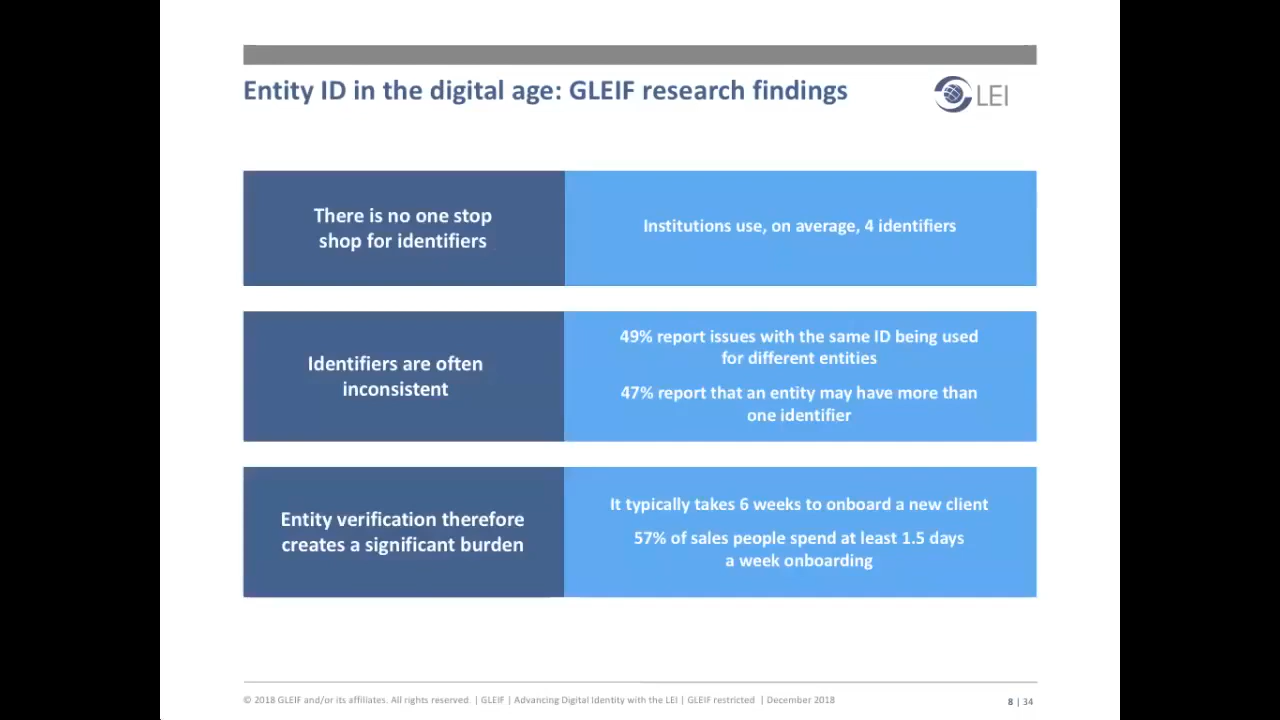 Entity ID in the digital age: GLEIF research findings
LEI
There is no one stop
shop for identifiers
Institutions use, on average, 4 identifiers
Identifiers are often
inconsistent
49% report issues with the same ID being used
for different entities
47% report that an entity may have more than
one identifier
Entity verification therefore
creates a significant burden
It typically takes 6 weeks to onboard a new client
57% of sales people spend at least 1.5 days
a week onboarding
© 2018 GLEIF and/or its affiliates. All rights reserved. | GLEIF | Advancing Digital Identity with the LEI | GLEIF restricted | December 2018
8 | 34